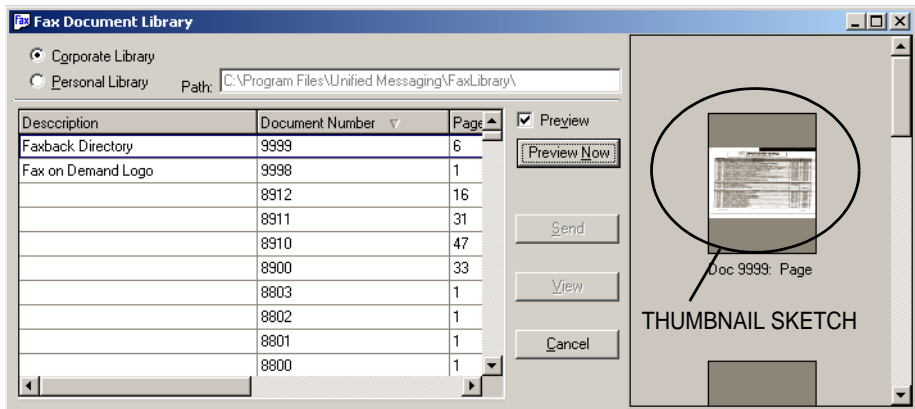 Fax Fax Document Library
Corporate Library
Personal Library Path: C:\Program Files\Unified Messaging\FaxLibrary\
Desccription Document Number Page
Faxback Directory 9999 6
Fax on Demand Logo 9998 1
8912 16
8911 31
8910 47
8900 33
8803 1
8802 1
8801 1
8800 1
Preview
Preview Now
Send
View
Cancel
Doc 9999: Page
THUMBNAIL SKETCH